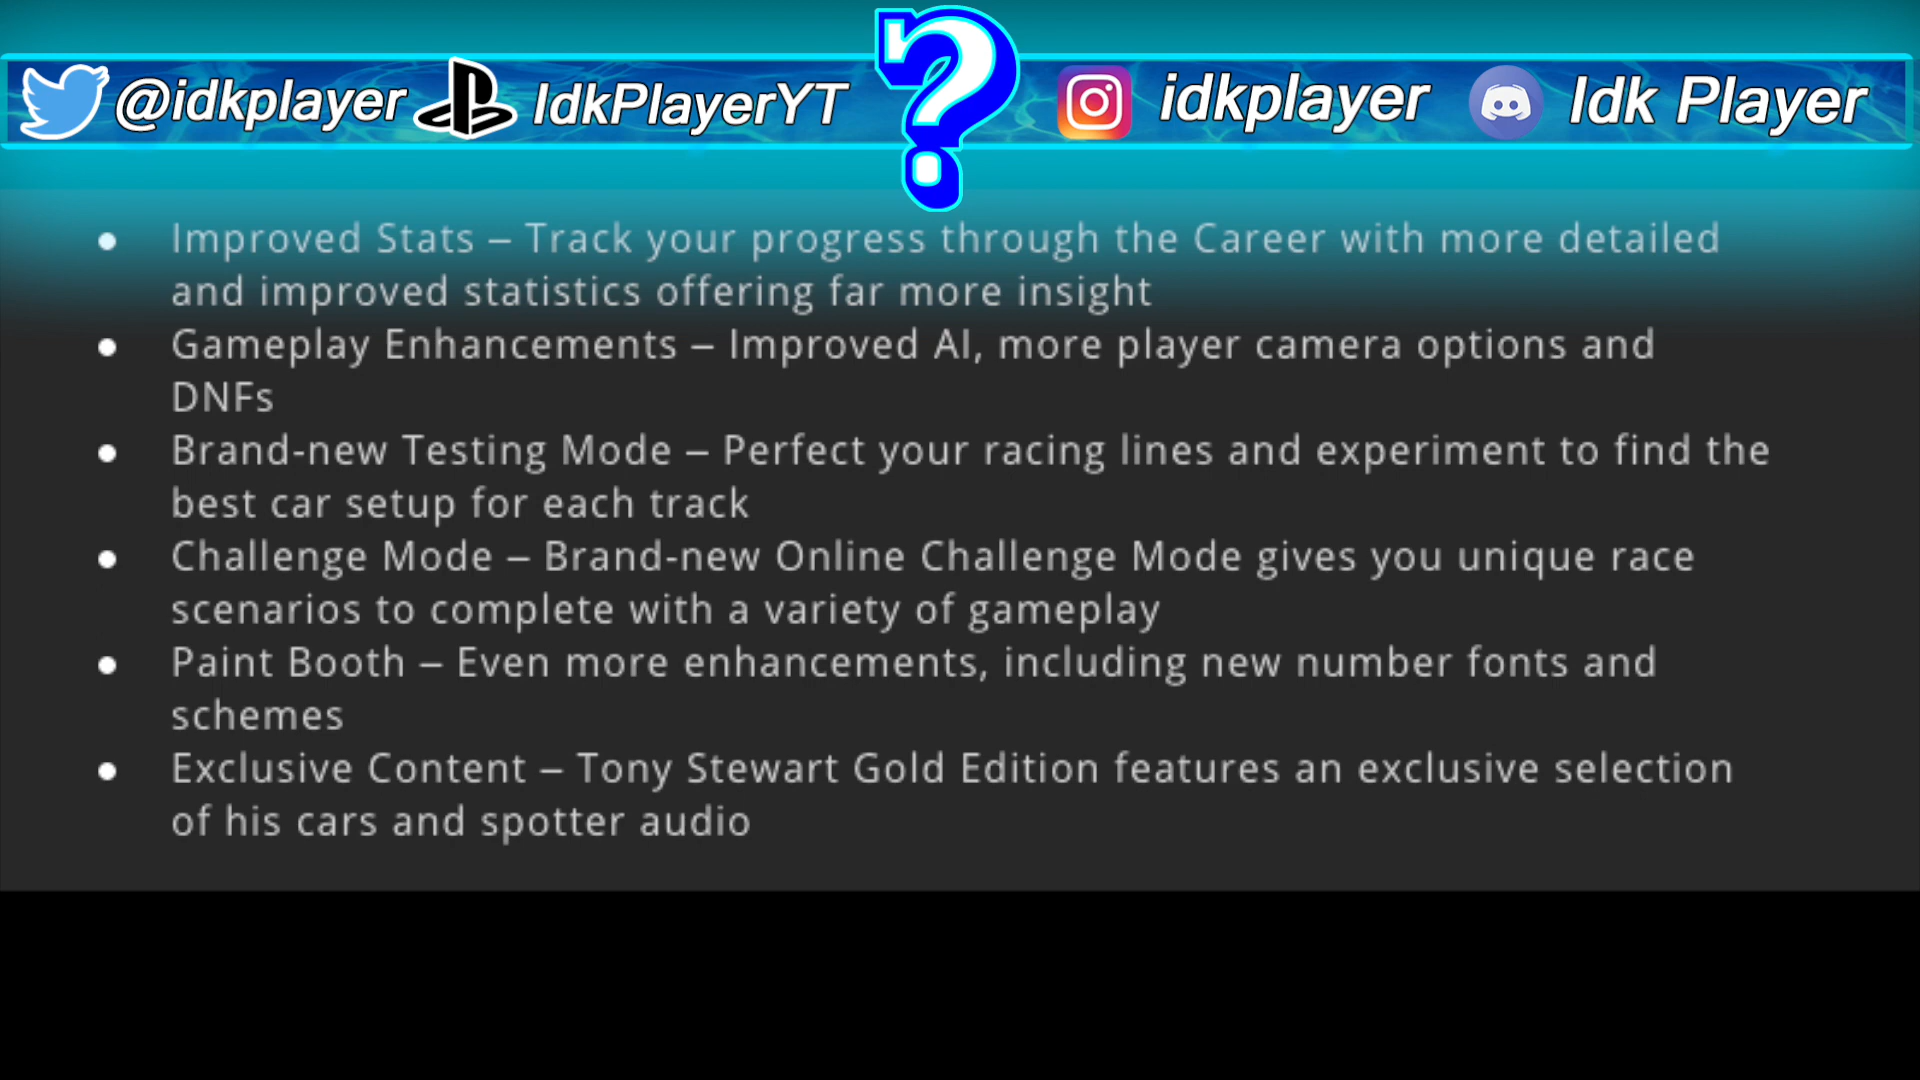 @idkplayer IdkPlayerYT ? idkplayer Idk Player
• Improved Stats – Track your progress through the Career with more detailed
and improved statistics offering far more insight
• Gameplay Enhancements – Improved AI, more player camera options and
DNFs
• Brand-new Testing Mode – Perfect your racing lines and experiment to find the
best car setup for each track
• Challenge Mode – Brand-new Online Challenge Mode gives you unique race
scenarios to complete with a variety of gameplay
• Paint Booth – Even more enhancements, including new number fonts and
schemes
• Exclusive Content – Tony Stewart Gold Edition features an exclusive selection
of his cars and spotter audio